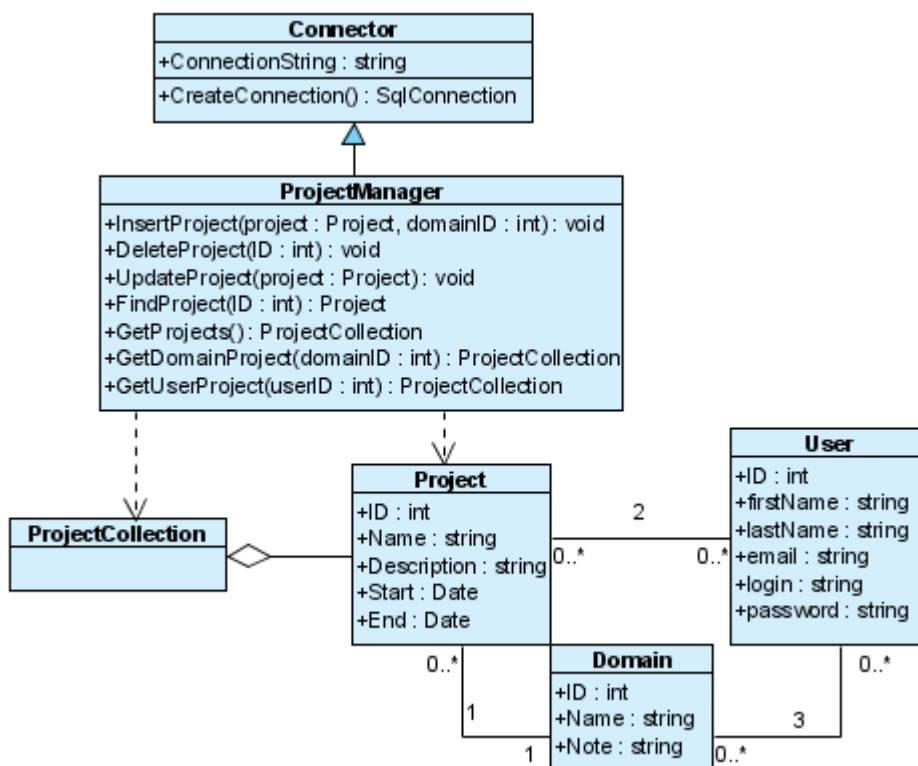 Connector
+ConnectionString : string
+CreateConnection() : SqlConnection
ProjectManager
+InsertProject(project : Project, domainID : int) : void
+DeleteProject(ID : int) : void
+UpdateProject(project : Project) : void
+FindProject(ID : int) : Project
+GetProjects() : ProjectCollection
+GetDomainProject(domainID : int) : ProjectCollection
+GetUserProject(userID : int) : ProjectCollection
ProjectCollection
Project
+ID : int
+Name : string
+Description : string
+Start : Date
+End : Date
2
0..*
0..*
User
+ID : int
+firstName : string
+lastName : string
+email : string
+login : string
+password : string
0..*
1
1
Domain
+ID : int
+Name : string
+Note : string
0..*
3
0..*